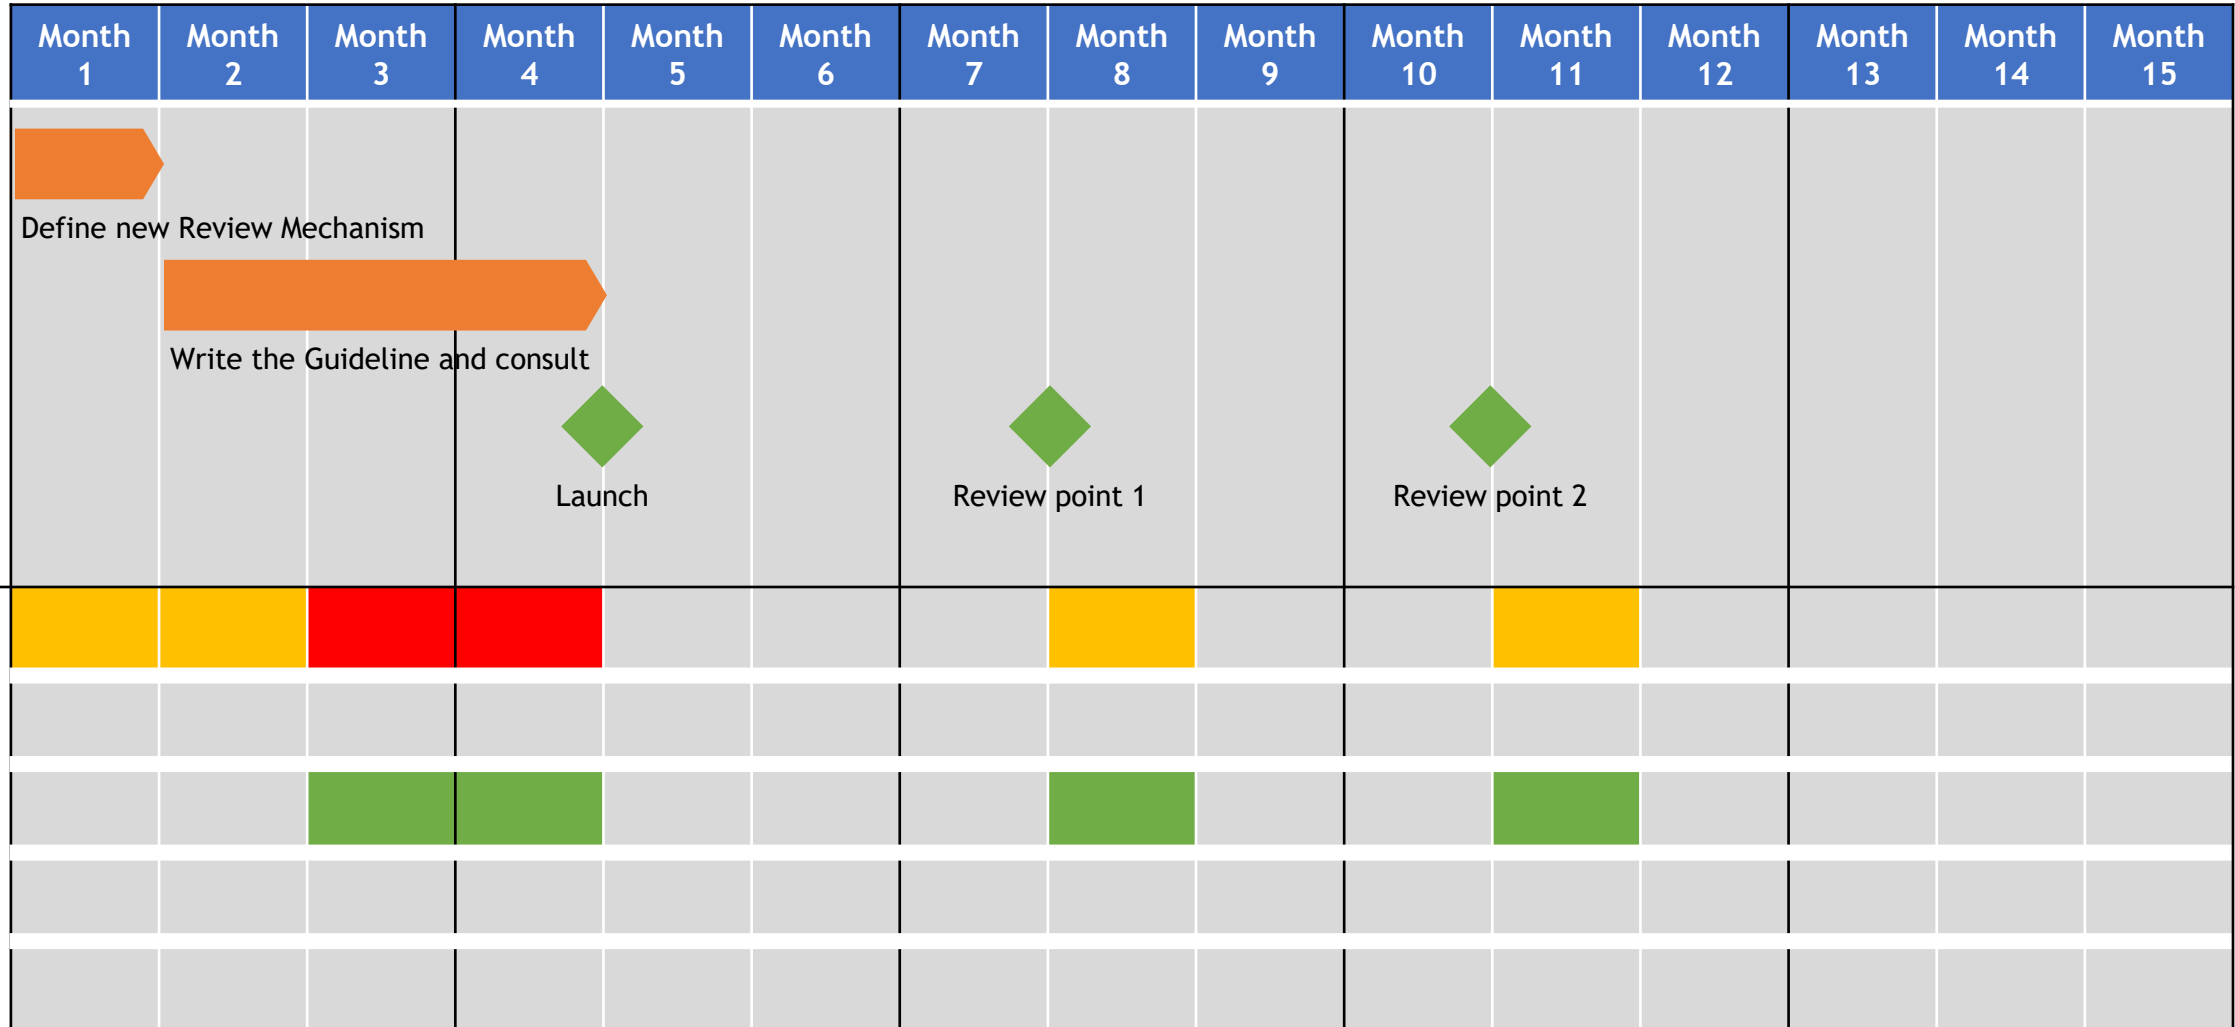 Month
1
Month
2
Month
3
Month
4
Month
5
Month
6
Month
7
Month
8
Month
9
Month
10
Month
11
Month
12
Month
13
Month
14
Month
15
Define new Review Mechanism
Write the Guideline and consult
Launch
Review point 1
Review point 2